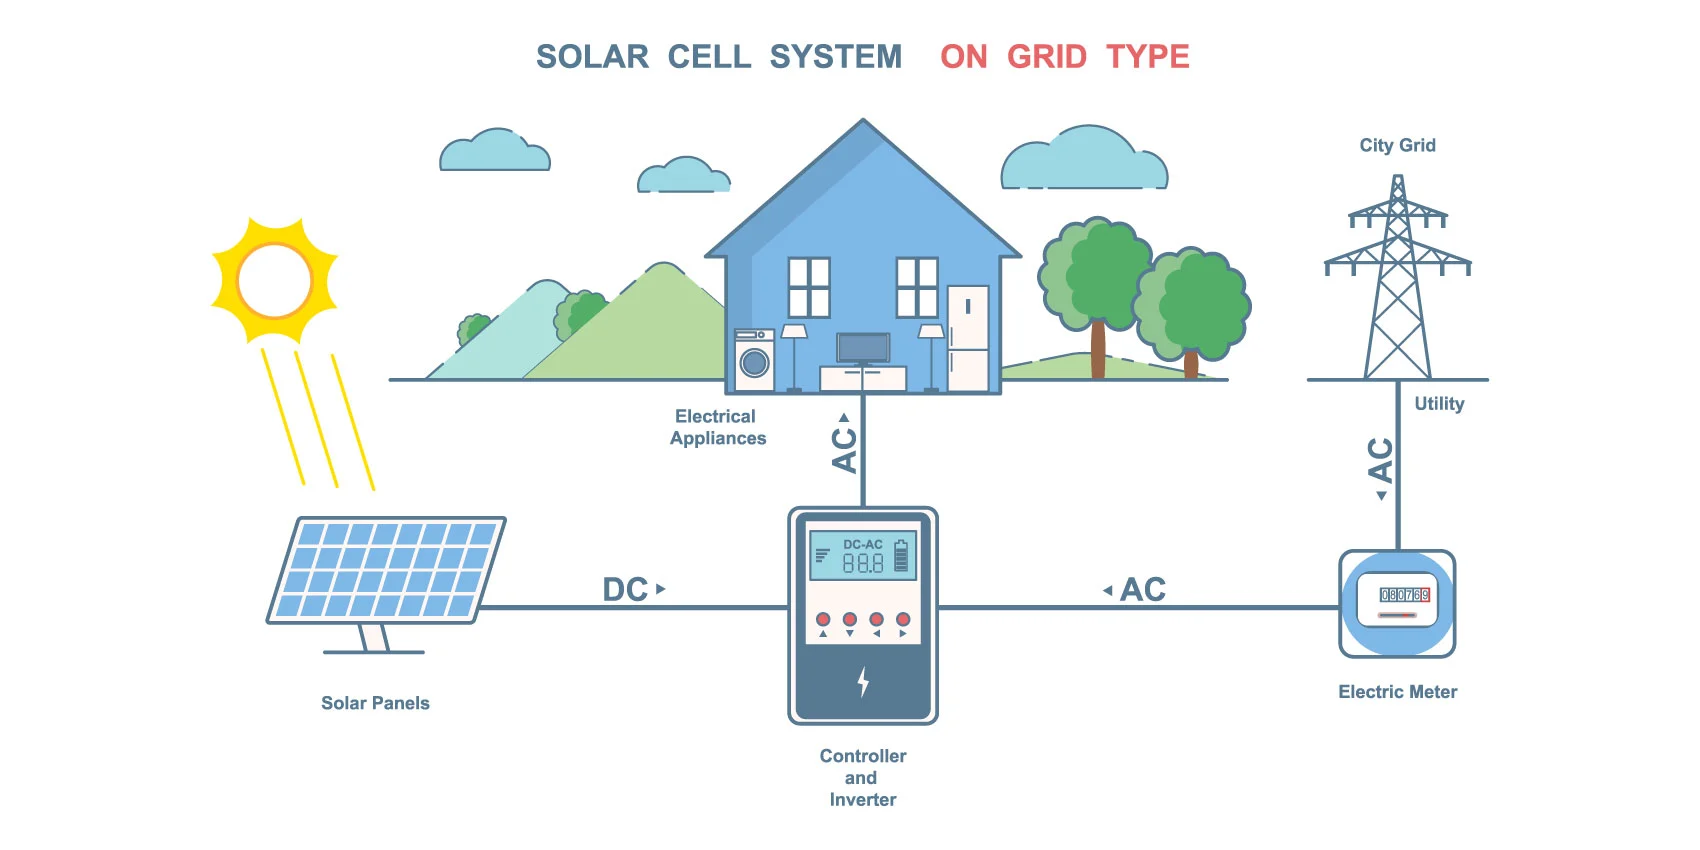 SOLAR CELL SYSTEM ON GRID TYPE
City Grid
Utility
Electrical
Appliances
AC
AC
DC-AC
88.8
DC
AC
080769
Solar Panels
Electric Meter
Controller
and
Inverter